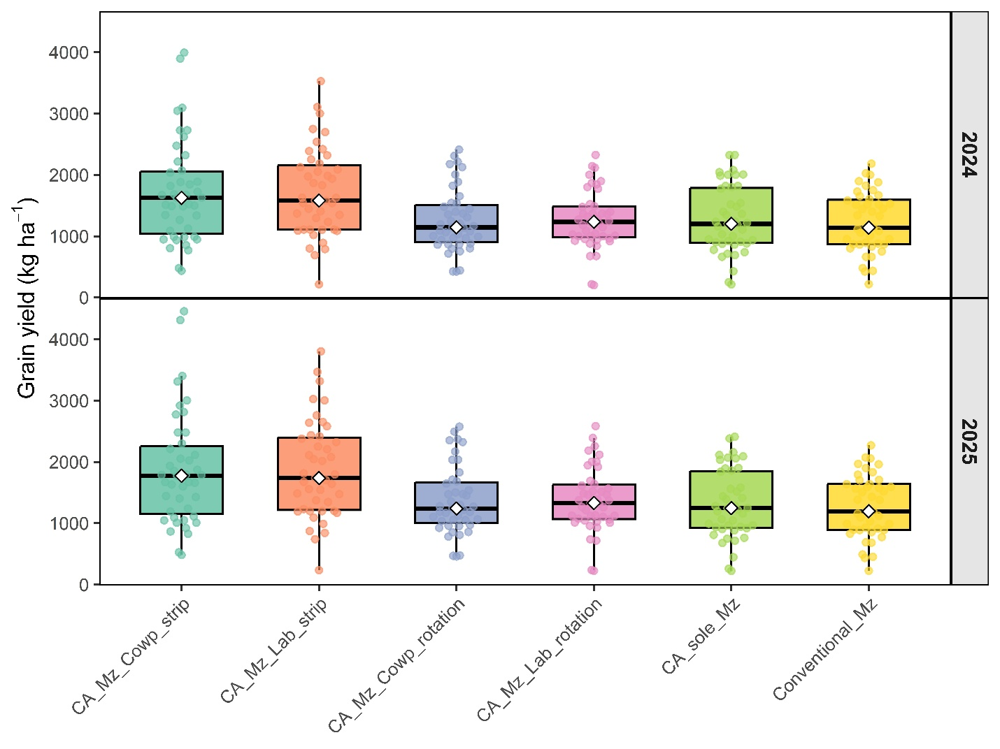 Grain yield (kg ha⁻¹)
4000
3000
2000
1000
0
2024
4000
3000
2000
1000
0
2025
CA_Mz_Cowp_strip
CA_Mz_Lab_strip
CA_Mz_Cowp_rotation
CA_Mz_Lab_rotation
CA_sole_Mz
Conventional_Mz